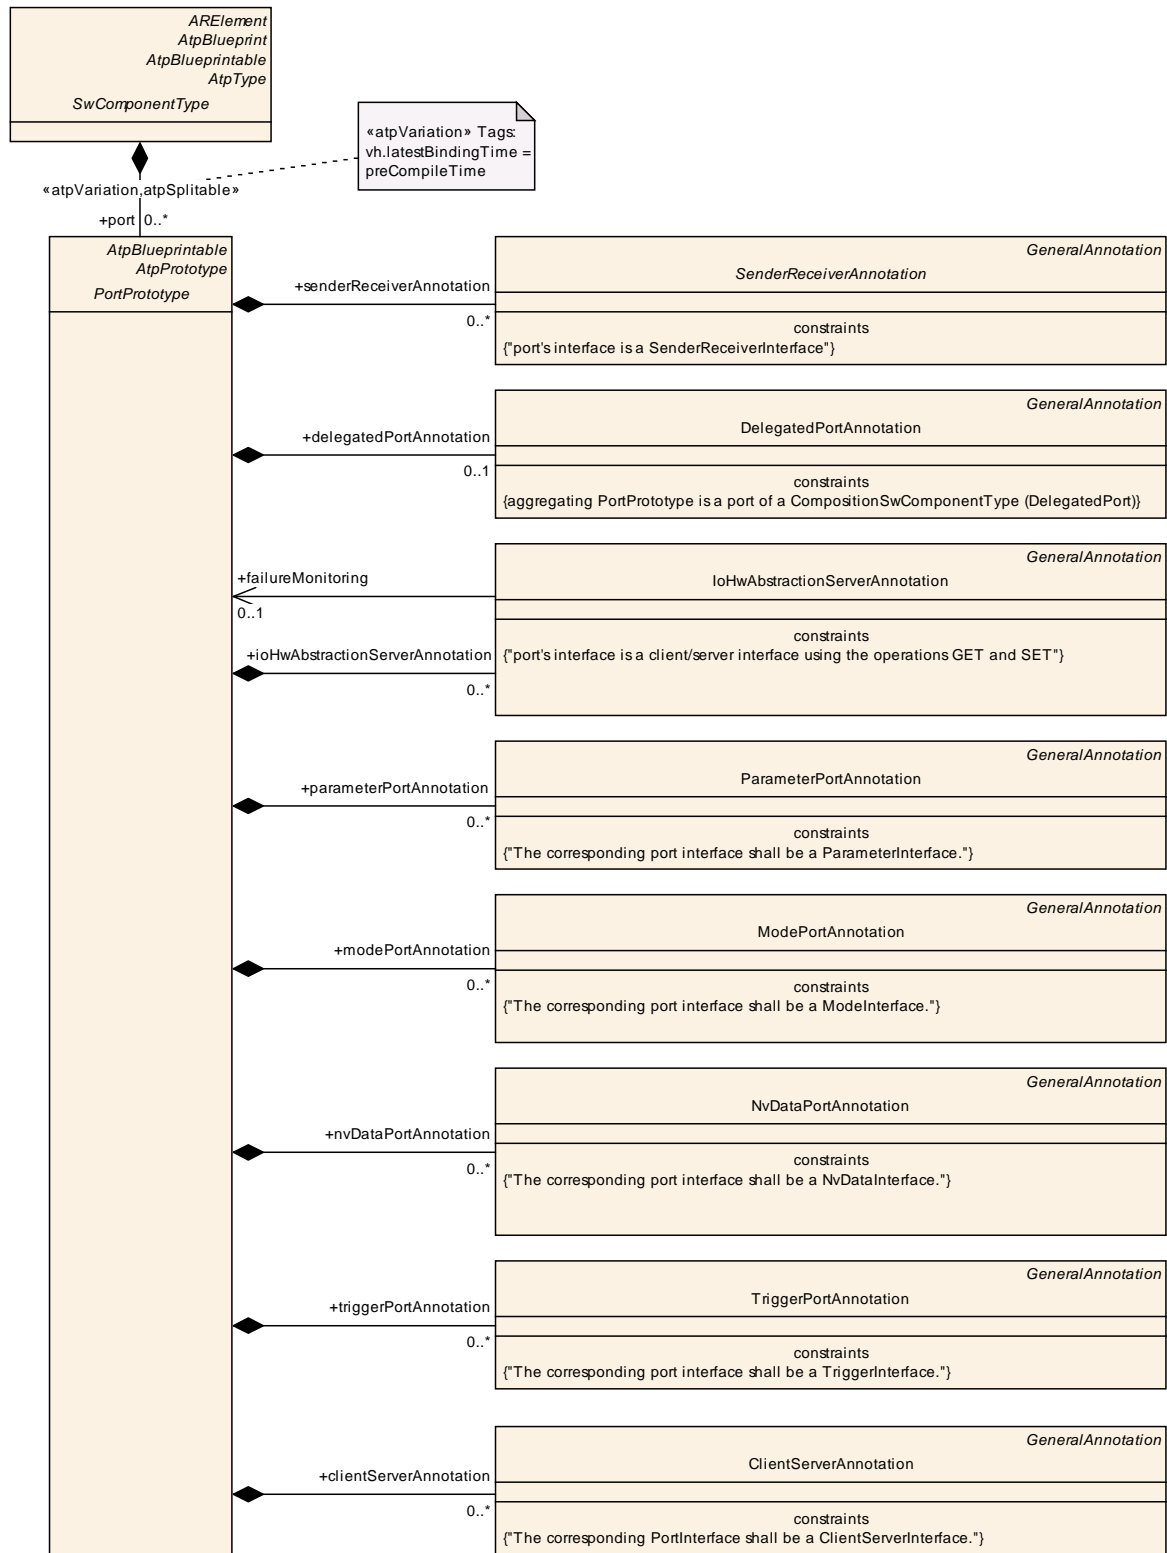 ARElement
AtpBlueprint
AtpBlueprintable
AtpType
SwComponentType
«atpVariation» Tags:
vh.latestBindingTime =
preCompileTime
«atpVariation,atpSplitable»
+port 0..*
AtpBlueprintable
AtpPrototype
PortPrototype
GeneralAnnotation
SenderReceiverAnnotation
+senderReceiverAnnotation
0..*
constraints
{"port's interface is a SenderReceiverInterface"}
GeneralAnnotation
DelegatedPortAnnotation
+delegatedPortAnnotation
0..1
constraints
{aggregating PortPrototype is a port of a CompositionSwComponentType (DelegatedPort)}
GeneralAnnotation
IoHwAbstractionServerAnnotation
+failureMonitoring
0..1
constraints
+ioHwAbstractionServerAnnotation
{"port's interface is a client/server interface using the operations GET and SET"}
0..*
GeneralAnnotation
ParameterPortAnnotation
+parameterPortAnnotation
0..*
constraints
{"The corresponding port interface shall be a ParameterInterface."}
GeneralAnnotation
ModePortAnnotation
+modePortAnnotation
0..*
constraints
{"The corresponding port interface shall be a ModeInterface."}
GeneralAnnotation
NvDataPortAnnotation
+nvDataPortAnnotation
0..*
constraints
{"The corresponding port interface shall be a NvDataInterface."}
GeneralAnnotation
TriggerPortAnnotation
+triggerPortAnnotation
0..*
constraints
{"The corresponding port interface shall be a TriggerInterface."}
GeneralAnnotation
ClientServerAnnotation
+clientServerAnnotation
0..*
constraints
{"The corresponding PortInterface shall be a ClientServerInterface."}